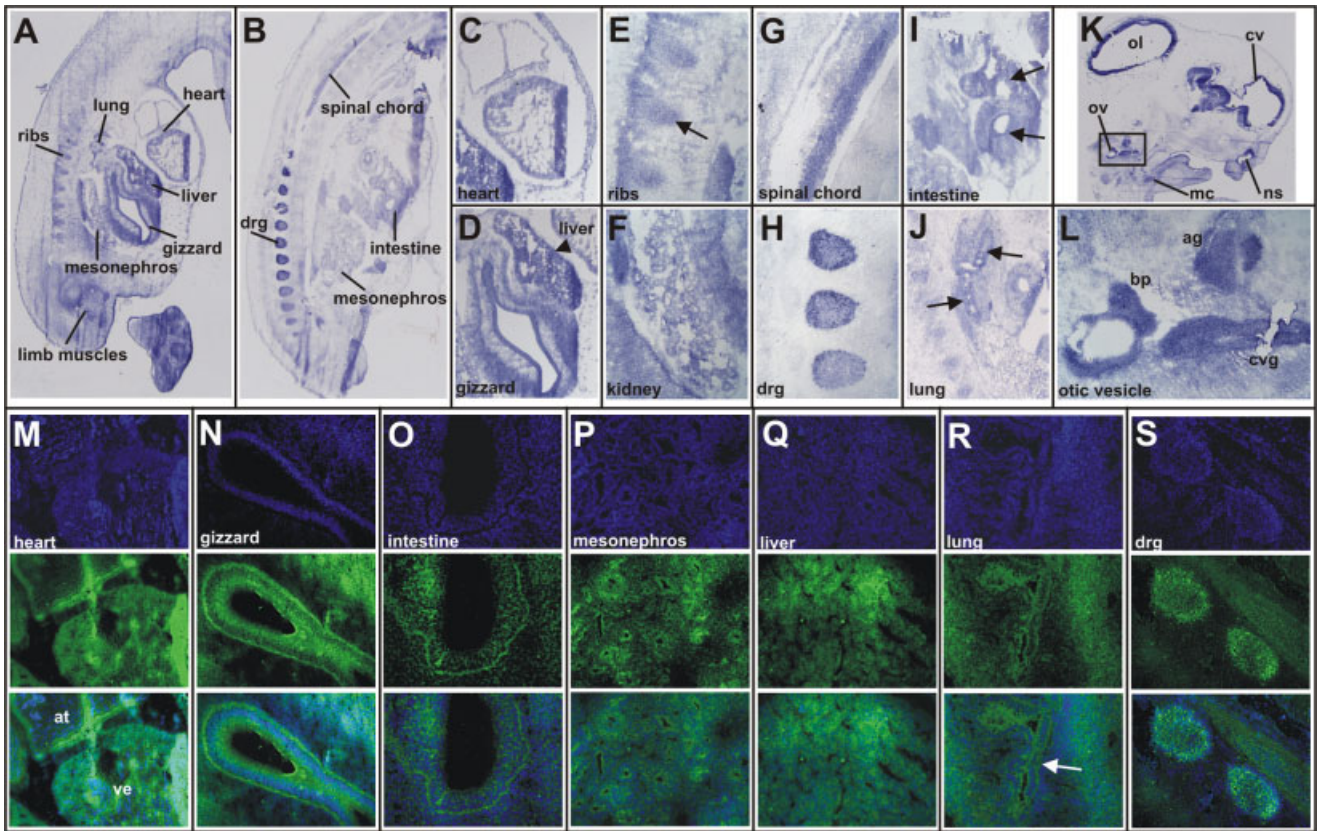 A
lung
heart
ribs
liver
gizzard
mesonephros
limb muscles
B
spinal chord
drg
intestine
mesonephros
C
heart
D
liver
gizzard
E
ribs
F
kidney
G
spinal chord
H
drg
I
intestine
J
lung
K
ol
cv
ov
mc
ns
L
ag
bp
cvg
otic vesicle
M
heart
at
ve
N
gizzard
O
intestine
P
mesonephros
Q
liver
R
lung
S
drg